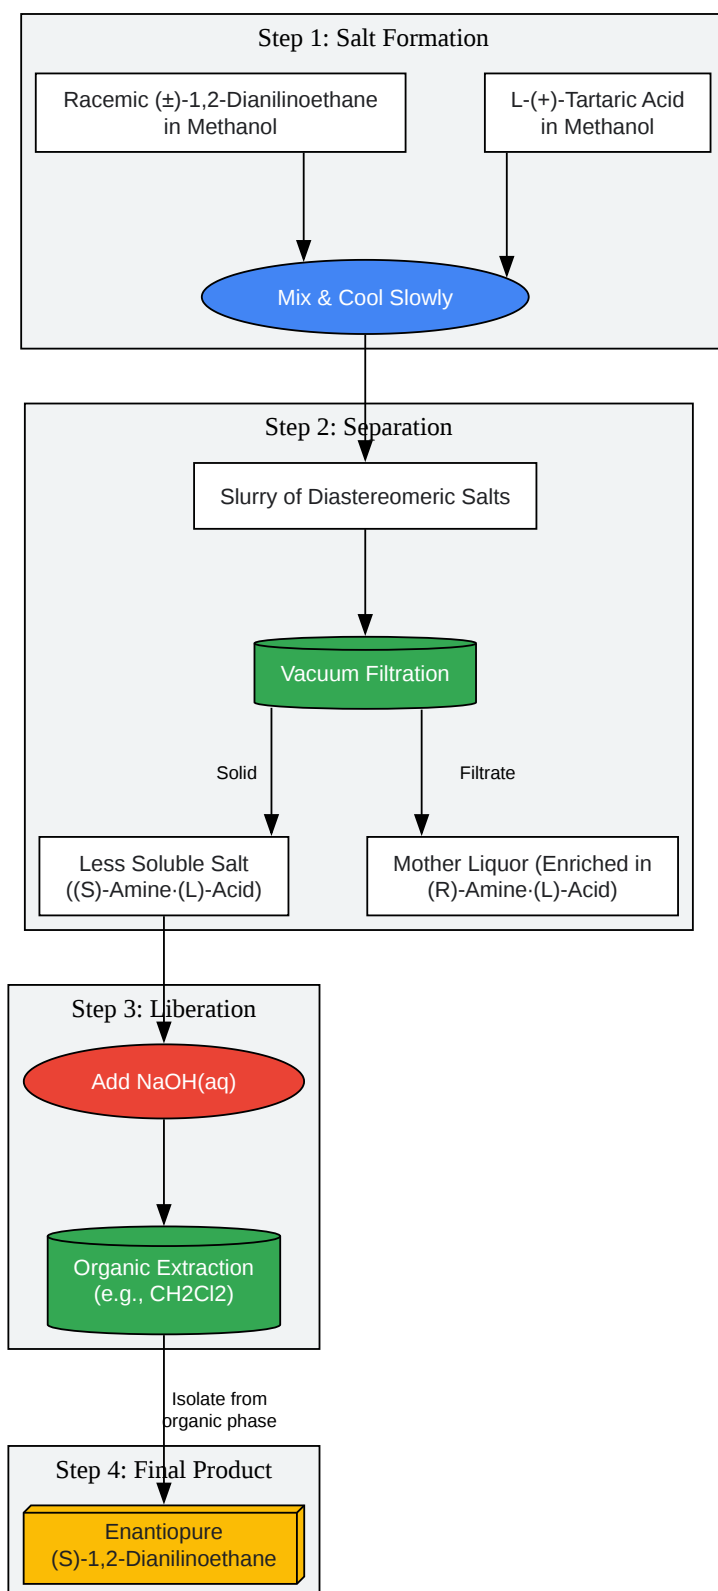 Step 1: Salt Formation
Racemic (±)-1,2-Dianilinoethane
in Methanol
L-(+)-Tartaric Acid
in Methanol
Mix & Cool Slowly
Step 2: Separation
Slurry of Diastereomeric Salts
Vacuum Filtration
Solid
Filtrate
Less Soluble Salt
((S)-Amine·(L)-Acid)
Mother Liquor (Enriched in
(R)-Amine·(L)-Acid)
Step 3: Liberation
Add NaOH(aq)
Organic Extraction
(e.g., CH2Cl2)
Isolate from
organic phase
Step 4: Final Product
Enantiopure
(S)-1,2-Dianilinoethane